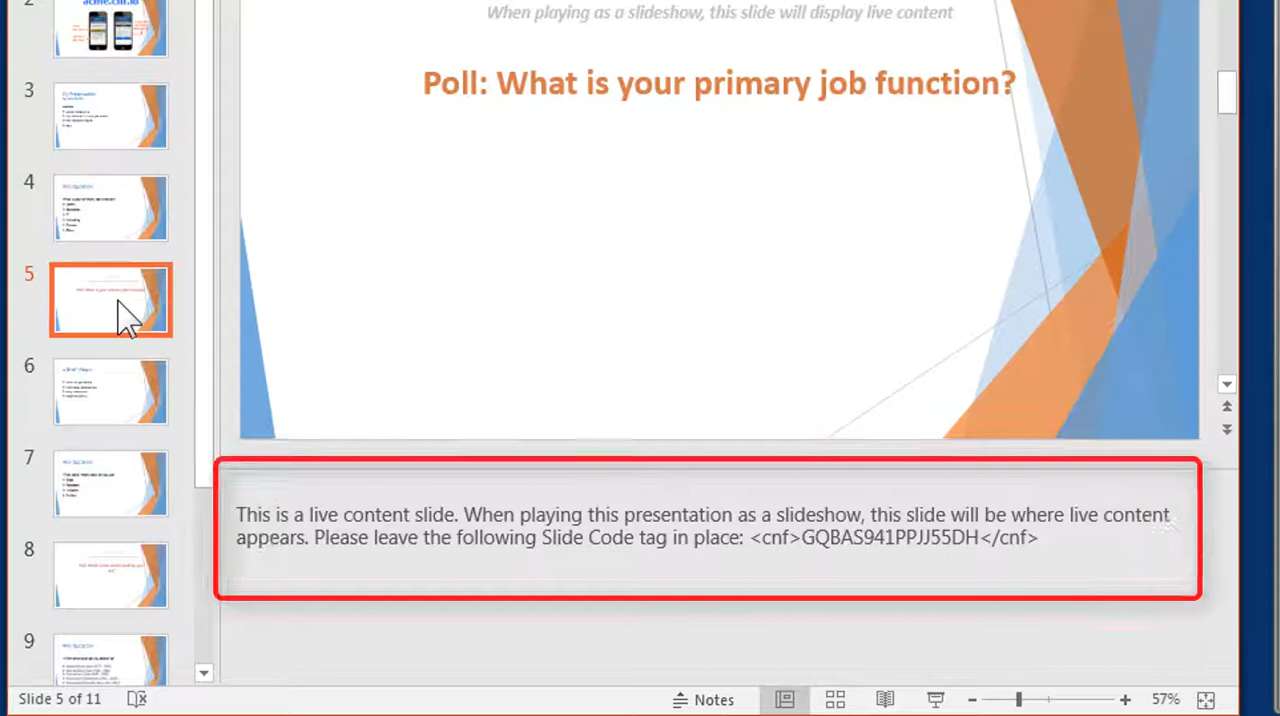 2
acme.cnf.io
When playing as a slideshow, this slide will display live content
Poll: What is your primary job function?
3
4
5
6
7
8
9
This is a live content slide. When playing this presentation as a slideshow, this slide will be where live content
appears. Please leave the following Slide Code tag in place: <cnf>GQBAS941PPJJ55DH</cnf>
Slide 5 of 11
Notes
57%